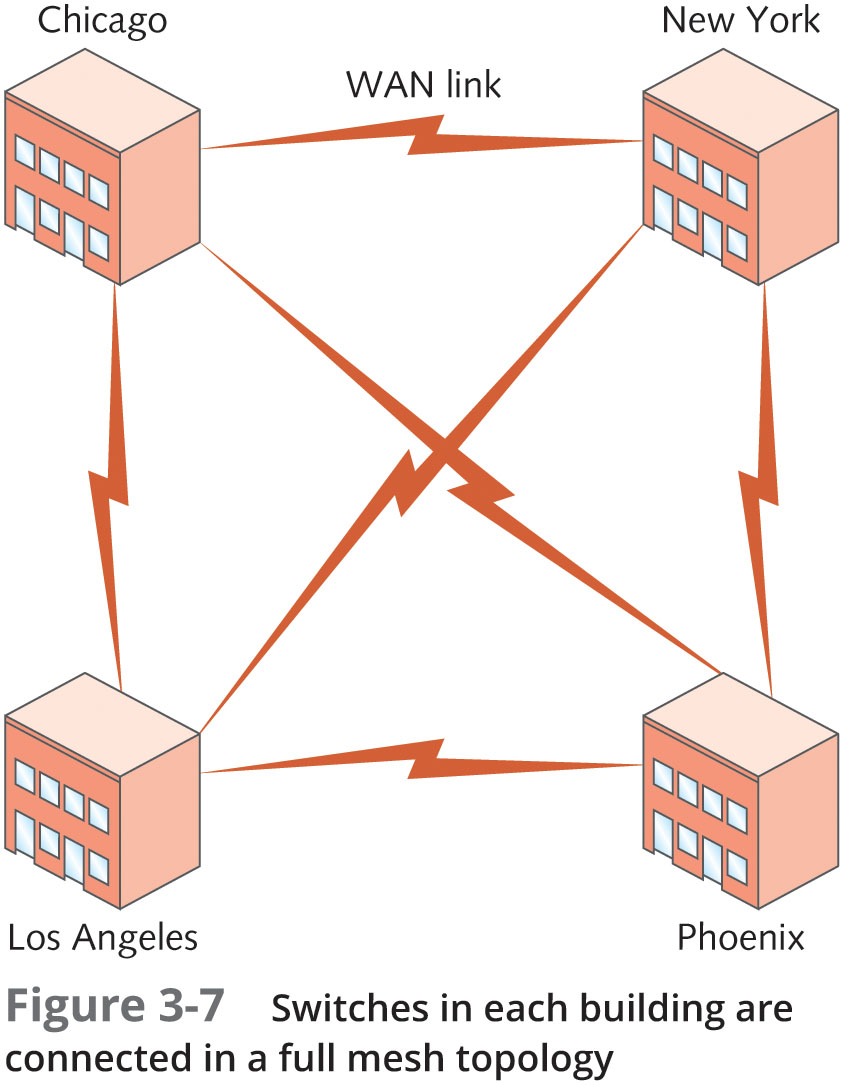 Chicago
New York
WAN link
Los Angeles
Phoenix
Figure 3-7 Switches in each building are
connected in a full mesh topology